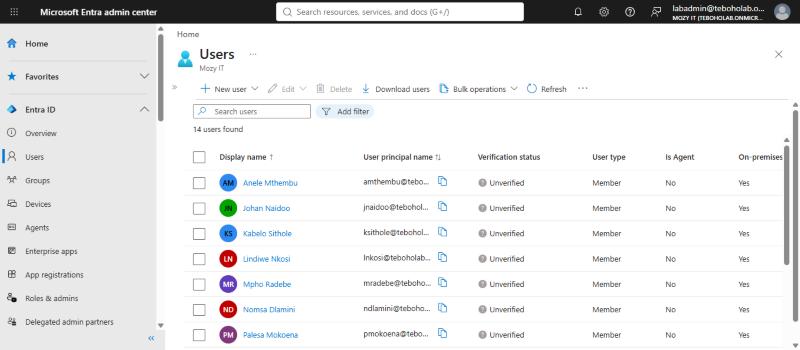 Microsoft Entra admin center
Search resources, services, and docs (G+/)
labadmin@teboholab.o...
MOZY IT (TEBOHOLAB.ONMICR...
Home
Favorites
Entra ID
Overview
Users
Groups
Devices
Agents
Enterprise apps
App registrations
Roles & admins
Delegated admin partners
Home
Users
Mozy IT
New user
Edit
Delete
Download users
Bulk operations
Refresh
Search users
Add filter
14 users found
Display name ↑ User principal name ↑↓ Verification status User type Is Agent On-premises
AM Anele Mthembu amthembu@tebo... Unverified Member No Yes
JN Johan Naidoo jnaidoo@tebohol... Unverified Member No Yes
KS Kabelo Sithole ksithole@tebohol... Unverified Member No Yes
LN Lindiwe Nkosi lnkosi@teboholab... Unverified Member No Yes
MR Mpho Radebe mradebe@teboho... Unverified Member No Yes
ND Nomsa Dlamini ndlamini@teboho... Unverified Member No Yes
PM Palesa Mokoena pmokoena@tebo... Unverified Member No Yes